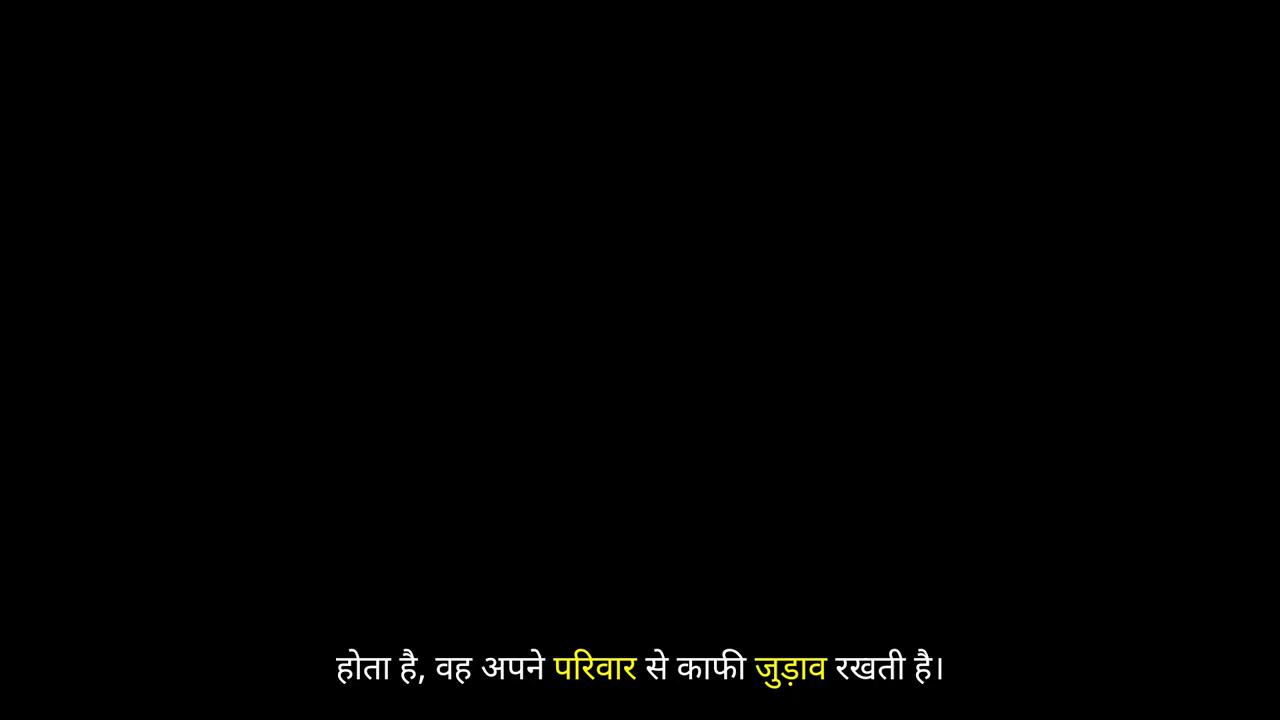 होता है, वह अपने परिवार से काफी जुड़ाव रखती है।